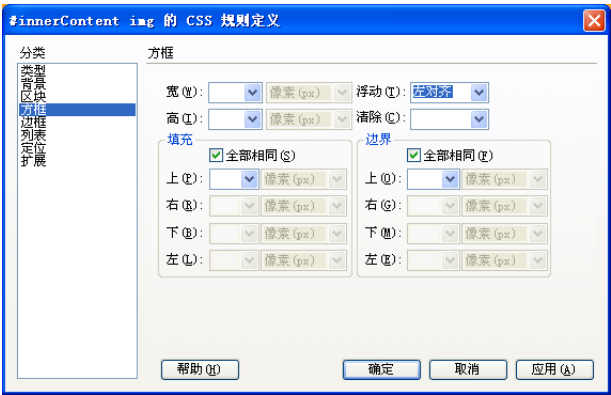 #innerContent img 的 CSS 规则定义
分类
方框
类型
背景
区块
方框
边框
列表
定位
扩展
宽(W): 像素(px) 浮动(T): 左对齐
高(I): 像素(px) 清除(C):
填充 边界
全部相同(S) 全部相同(F)
上(P): 像素(px) 上(O): 像素(px)
右(R): 像素(px) 右(G): 像素(px)
下(B): 像素(px) 下(M): 像素(px)
左(L): 像素(px) 左(E): 像素(px)
帮助(H) 确定 取消 应用(A)